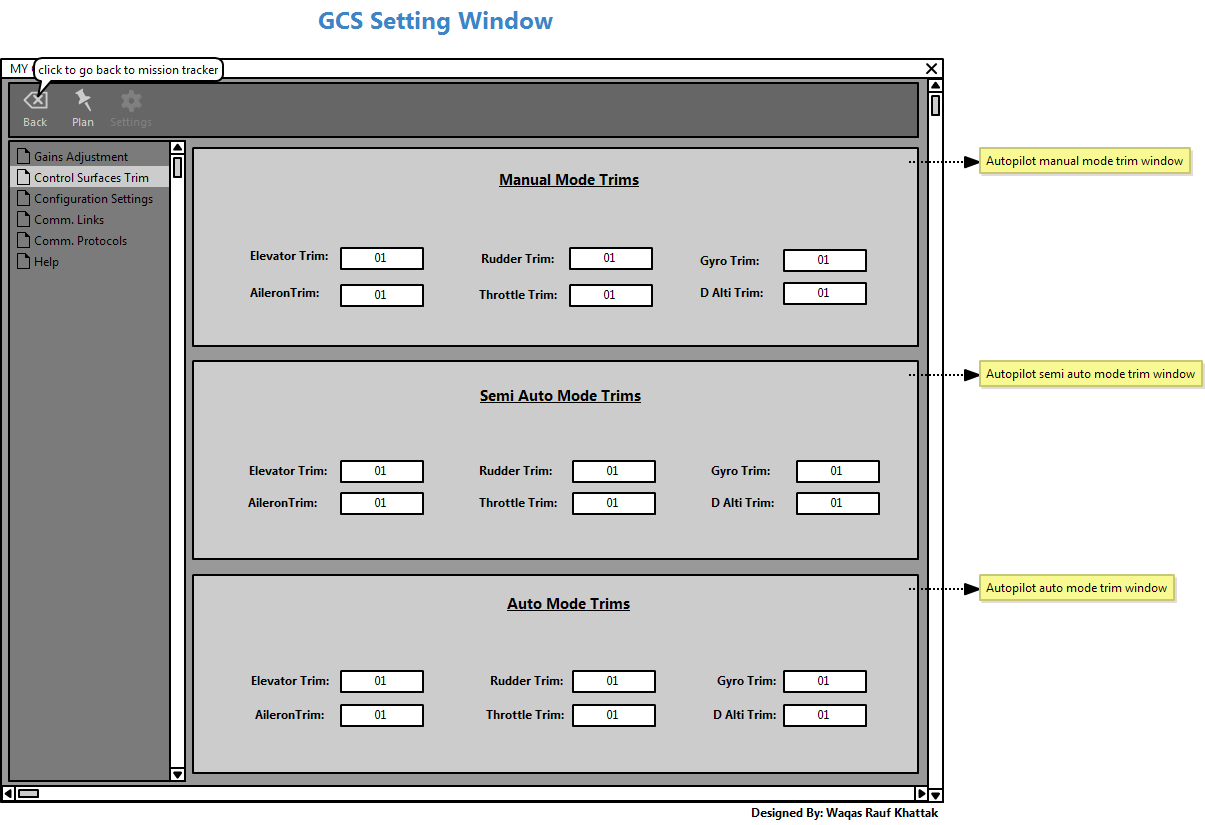 GCS Setting Window
MY
click to go back to mission tracker
Back
Plan
Settings
Gains Adjustment
Control Surfaces Trim
Configuration Settings
Comm. Links
Comm. Protocols
Help
Manual Mode Trims
Elevator Trim: 01 Rudder Trim: 01 Gyro Trim: 01
AileronTrim: 01 Throttle Trim: 01 D Alti Trim: 01
Autopilot manual mode trim window
Semi Auto Mode Trims
Elevator Trim: 01 Rudder Trim: 01 Gyro Trim: 01
AileronTrim: 01 Throttle Trim: 01 D Alti Trim: 01
Autopilot semi auto mode trim window
Auto Mode Trims
Elevator Trim: 01 Rudder Trim: 01 Gyro Trim: 01
AileronTrim: 01 Throttle Trim: 01 D Alti Trim: 01
Autopilot auto mode trim window
Designed By: Waqas Rauf Khattak